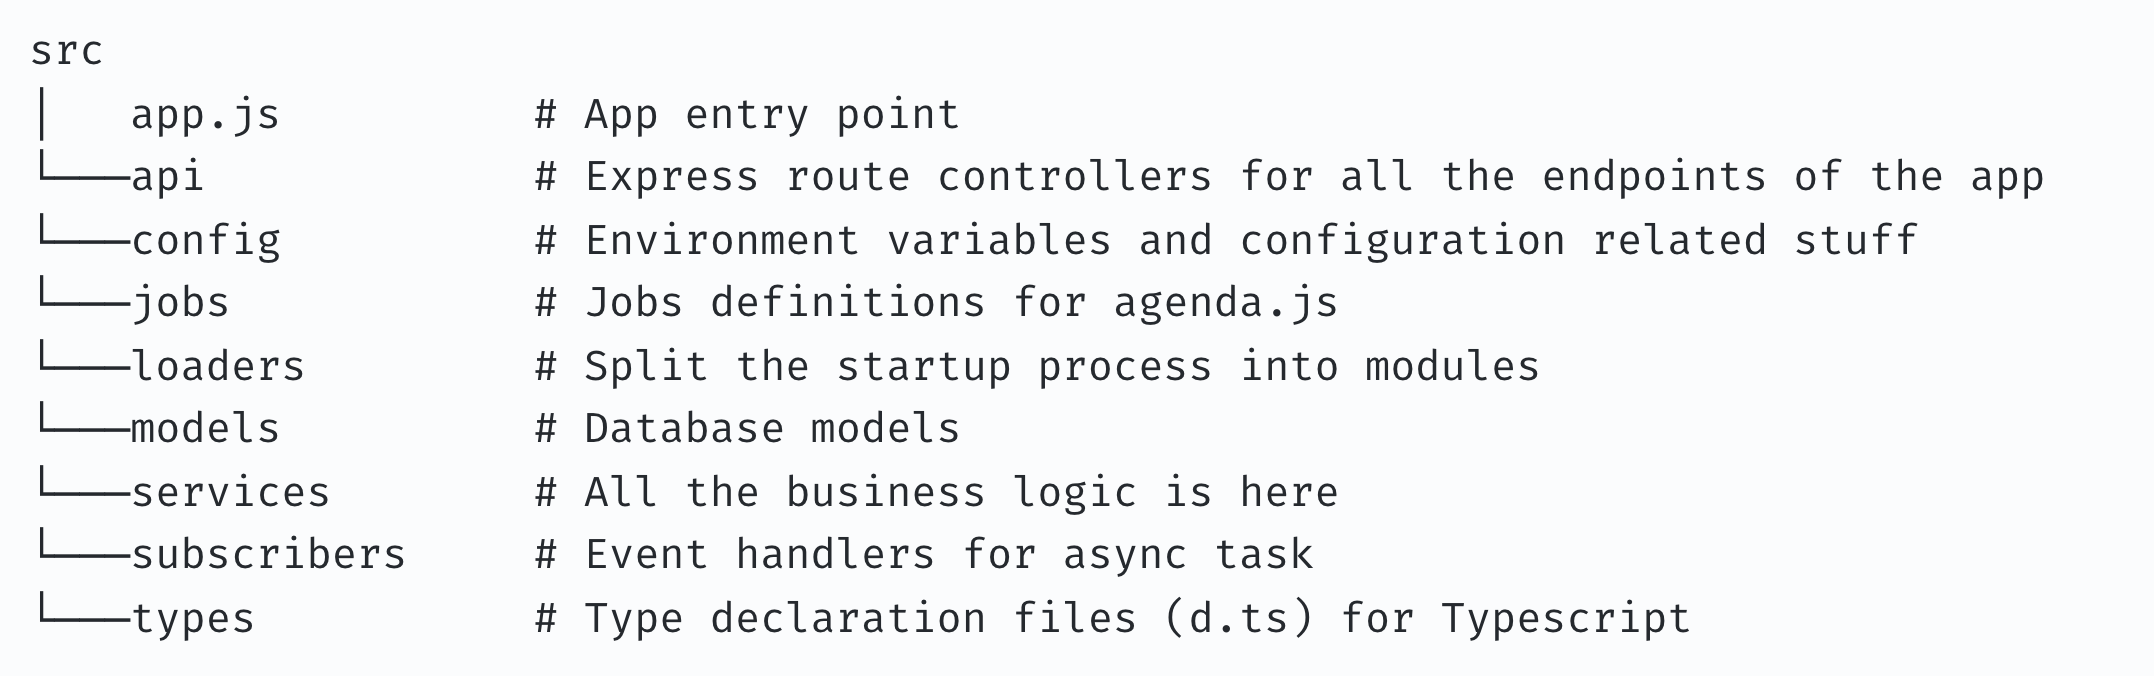 src
│   app.js          # App entry point
└───api             # Express route controllers for all the endpoints of the app
└───config          # Environment variables and configuration related stuff
└───jobs            # Jobs definitions for agenda.js
└───loaders         # Split the startup process into modules
└───models          # Database models
└───services        # All the business logic is here
└───subscribers     # Event handlers for async task
└───types           # Type declaration files (d.ts) for Typescript